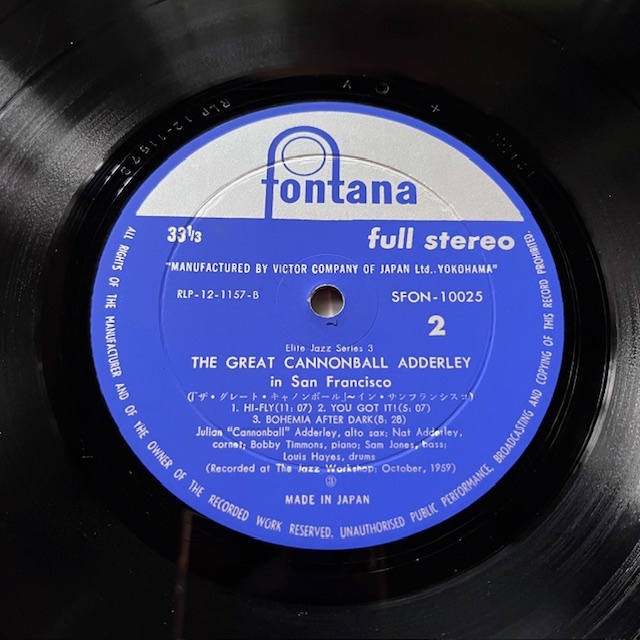 fontana
33 1/3
full stereo
"MANUFACTURED BY VICTOR COMPANY OF JAPAN Ltd., YOKOHAMA"
RLP-12-1157-B
SFON-10025
2
Elite Jazz Series 3
THE GREAT CANNONBALL ADDERLEY
in San Francisco
(「ザ・グレート・キャノンボール」〜イン・サンフランシスコ)
1. HI-FLY(11: 07) 2. YOU GOT IT!(5: 07)
3. BOHEMIA AFTER DARK(8: 28)
Julian "Cannonball" Adderley, alto sax; Nat Adderley,
cornet; Bobby Timmons, piano; Sam Jones, bass;
Louis Hayes, drums
(Recorded at The Jazz Workshop; October, 1959)
MADE IN JAPAN
ALL RIGHTS OF THE MANUFACTURER AND OF THE OWNER OF THE RECORDED WORK RESERVED. UNAUTHORISED PUBLIC PERFORMANCE, BROADCASTING AND COPYING OF THIS RECORD PROHIBITED.